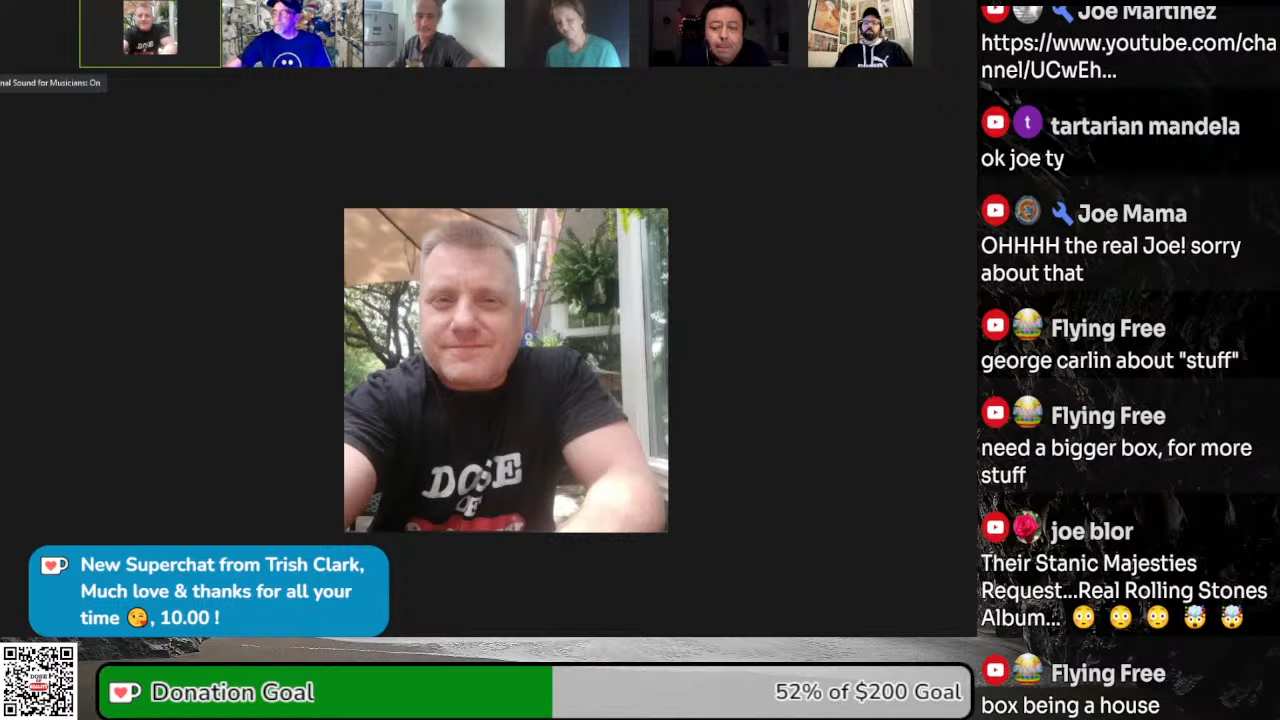 nal Sound for Musicians: On
DOSE
OF
New Superchat from Trish Clark,
Much love & thanks for all your
time 😘, 10.00 !
DOSE
OF
Donation Goal
52% of $200 Goal
Joe Martinez
https://www.youtube.com/cha
nnel/UCwEh...
t tartarian mandela
ok joe ty
Joe Mama
OHHHH the real Joe! sorry
about that
Flying Free
george carlin about "stuff"
Flying Free
need a bigger box, for more
stuff
joe blor
Their Stanic Majesties
Request...Real Rolling Stones
Album... 😳 😳 😳 🤯 🤯
Flying Free
box being a house